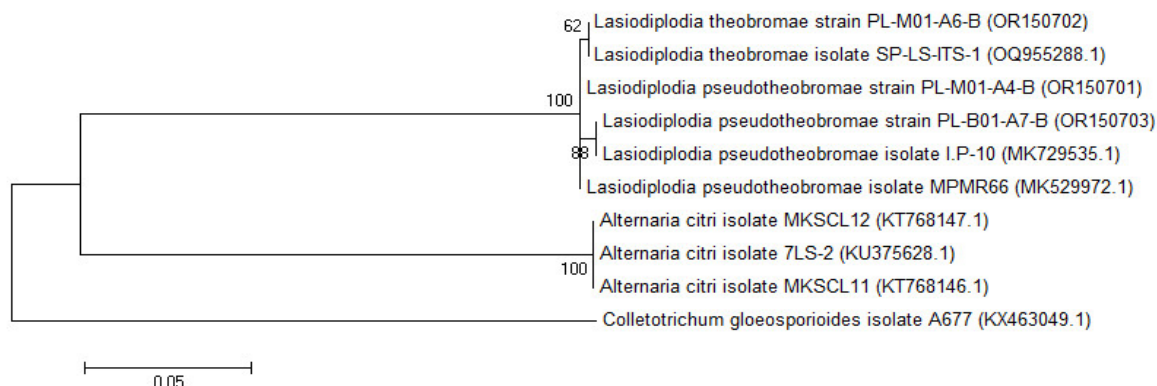 62
Lasiodiplodia theobromae strain PL-M01-A6-B (OR150702)
Lasiodiplodia theobromae isolate SP-LS-ITS-1 (OQ955288.1)
Lasiodiplodia pseudotheobromae strain PL-M01-A4-B (OR150701)
100
Lasiodiplodia pseudotheobromae strain PL-B01-A7-B (OR150703)
88
Lasiodiplodia pseudotheobromae isolate I.P-10 (MK729535.1)
Lasiodiplodia pseudotheobromae isolate MPMR66 (MK529972.1)
Alternaria citri isolate MKSCL12 (KT768147.1)
Alternaria citri isolate 7LS-2 (KU375628.1)
100
Alternaria citri isolate MKSCL11 (KT768146.1)
Colletotrichum gloeosporioides isolate A677 (KX463049.1)
0.05